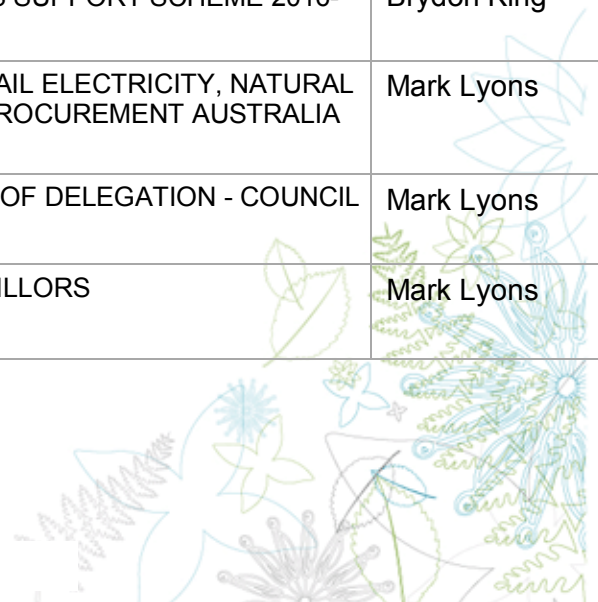 SUPPORT SCHEME 2016-
Brydon King
AIL ELECTRICITY, NATURAL
ROCUREMENT AUSTRALIA
Mark Lyons
OF DELEGATION - COUNCIL
Mark Lyons
ILLORS
Mark Lyons